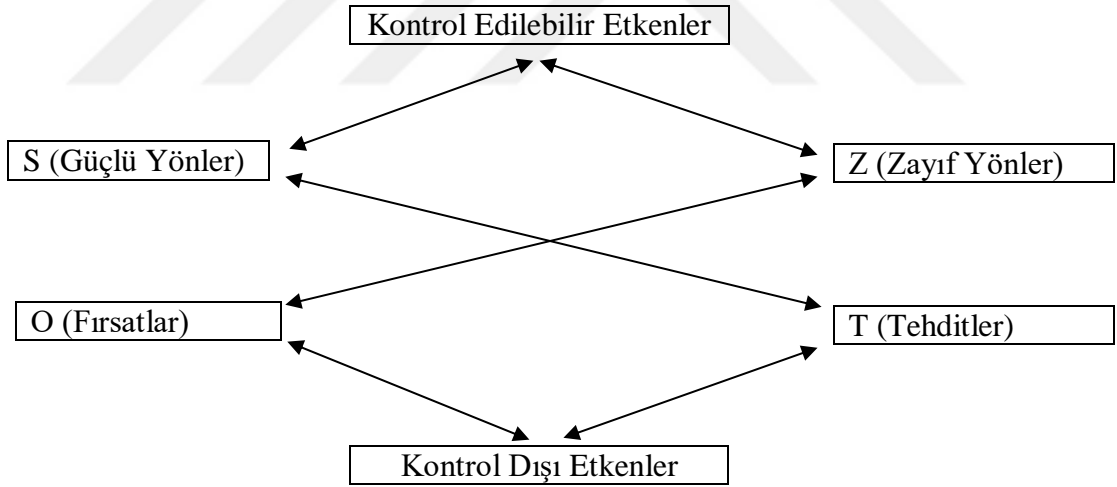 Kontrol Edilebilir Etkenler
S (Güçlü Yönler)
Z (Zayıf Yönler)
O (Fırsatlar)
T (Tehditler)
Kontrol Dışı Etkenler